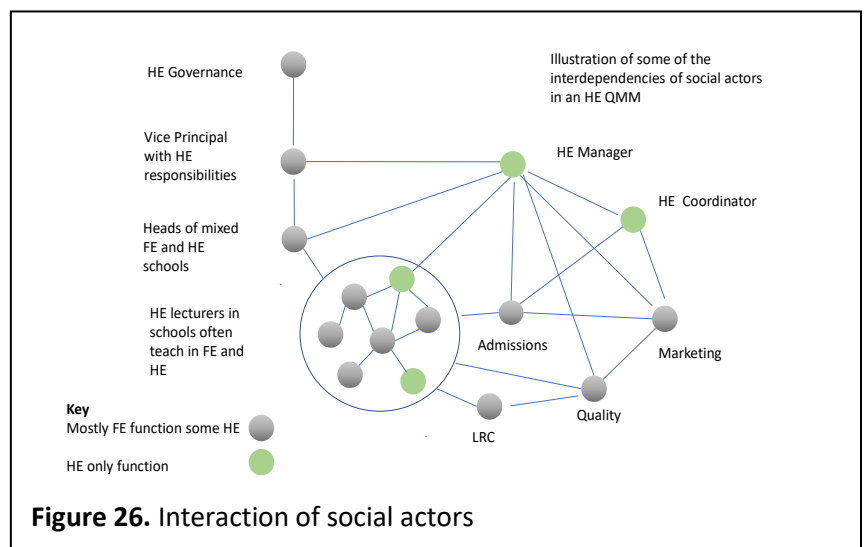 HE Governance
Illustration of some of the
interdependencies of social actors
in an HE QMM
Vice Principal
with HE
responsibilities
HE Manager
HE Coordinator
Heads of mixed
FE and HE
schools
HE lecturers in
schools often
teach in FE and
HE
Admissions
Marketing
Quality
LRC
Key
Mostly FE function some HE
HE only function
Figure 26. Interaction of social actors